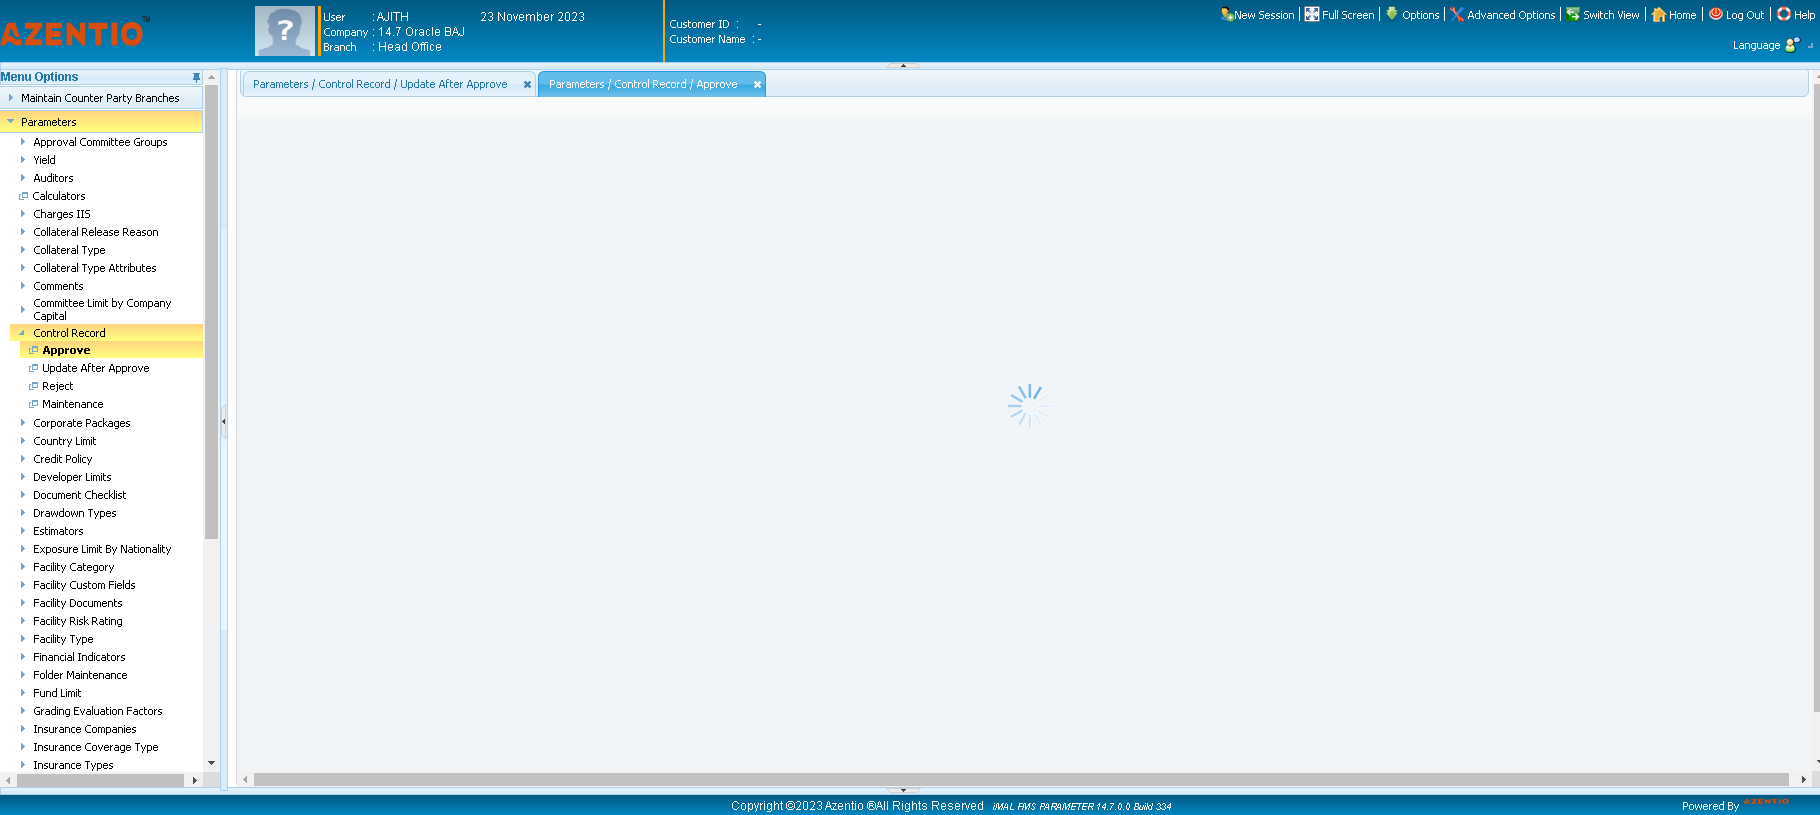 AZENTIO™
User : AJITH 23 November 2023
Company : 14.7 Oracle BAJ
Branch : Head Office
Customer ID : -
Customer Name : -
New Session | Full Screen | Options | Advanced Options | Switch View | Home | Log Out | Help
Language
Menu Options
Maintain Counter Party Branches
Parameters
Approval Committee Groups
Yield
Auditors
Calculators
Charges IIS
Collateral Release Reason
Collateral Type
Collateral Type Attributes
Comments
Committee Limit by Company
Capital
Control Record
Approve
Update After Approve
Reject
Maintenance
Corporate Packages
Country Limit
Credit Policy
Developer Limits
Document Checklist
Drawdown Types
Estimators
Exposure Limit By Nationality
Facility Category
Facility Custom Fields
Facility Documents
Facility Risk Rating
Facility Type
Financial Indicators
Folder Maintenance
Fund Limit
Grading Evaluation Factors
Insurance Companies
Insurance Coverage Type
Insurance Types
Parameters / Control Record / Update After Approve
Parameters / Control Record / Approve
Copyright ©2023 Azentio ®All Rights Reserved iMAL PMS PARAMETER 14.7.0.0 Build 334
Powered By AZENTIO